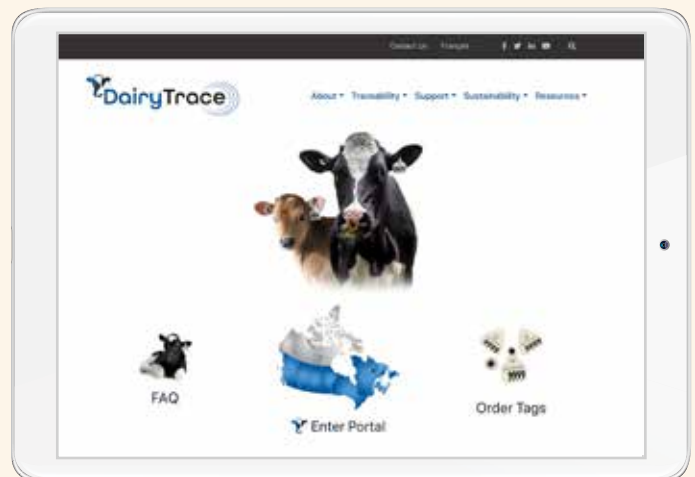 Contact Us Français
DairyTrace
About Traceability Support Sustainability Resources
FAQ
Enter Portal
Order Tags